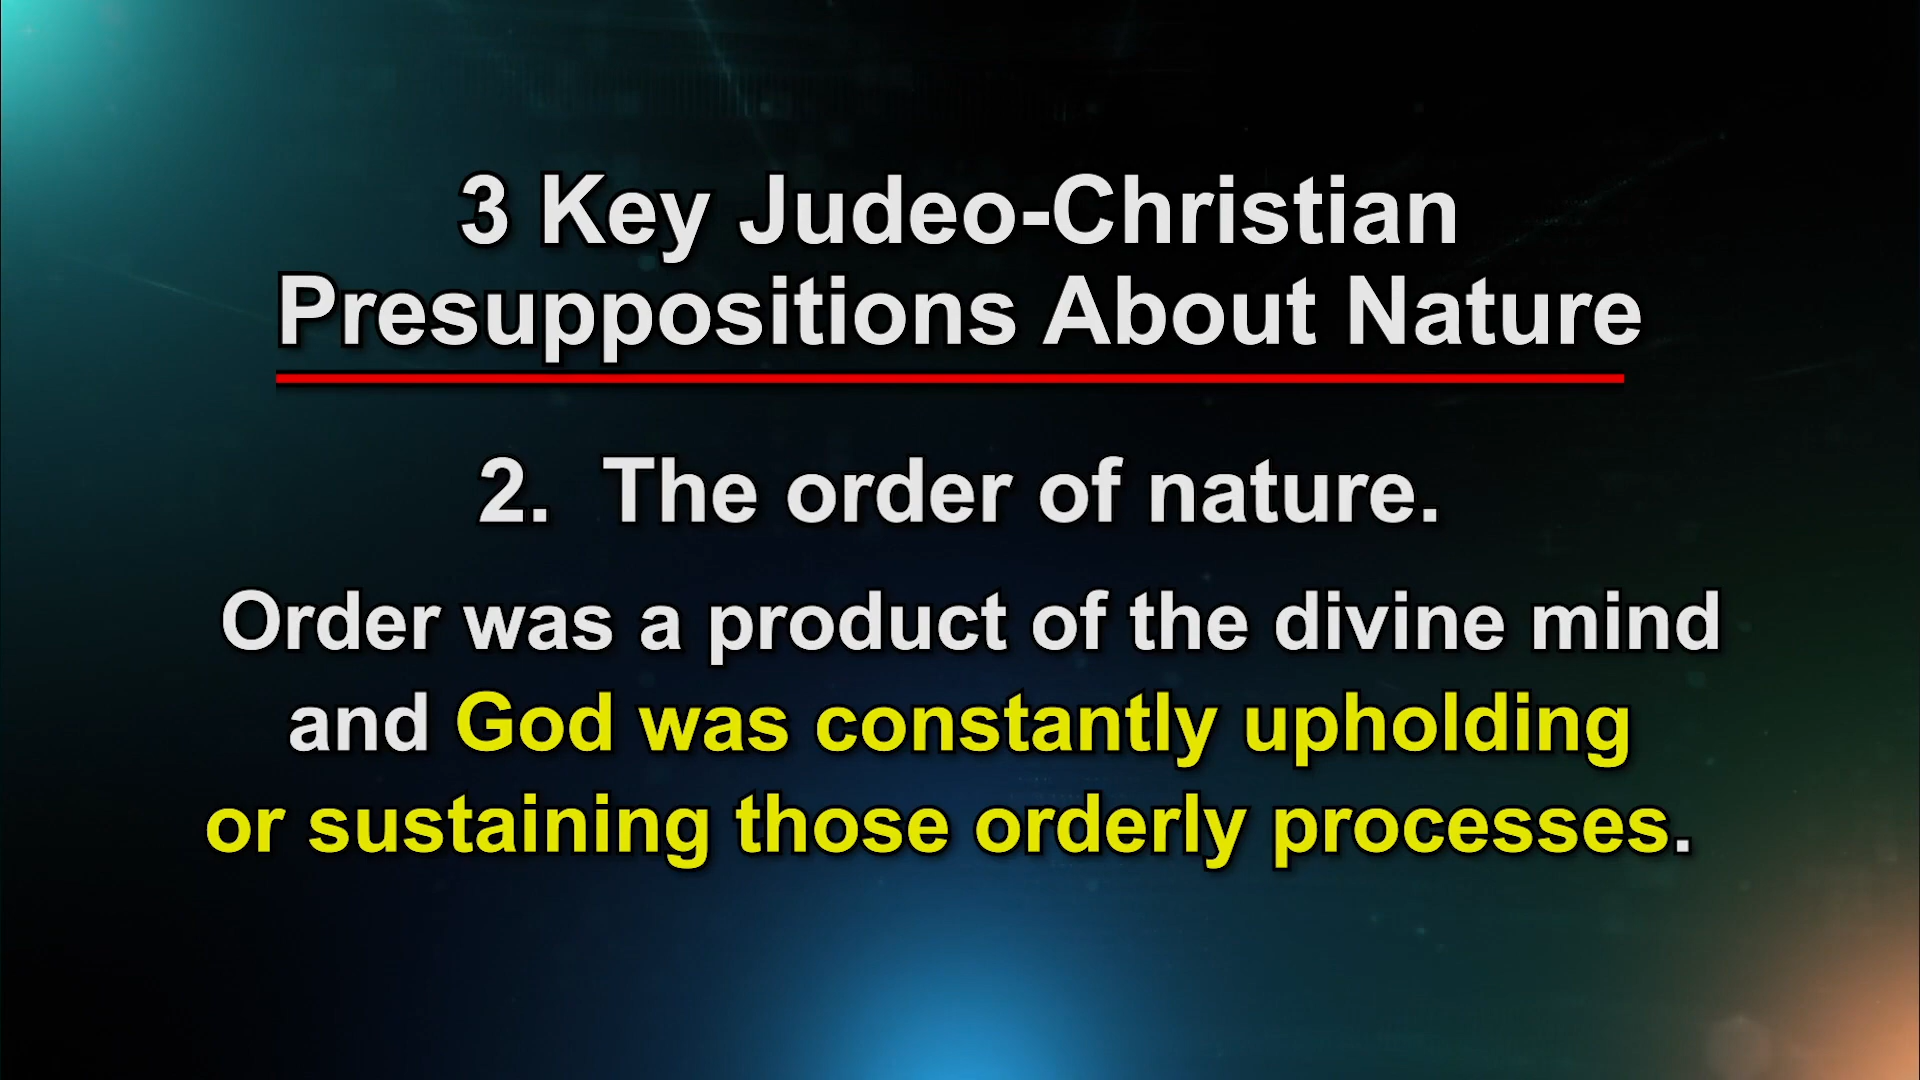 3 Key Judeo-Christian
Presuppositions About Nature
2. The order of nature.
Order was a product of the divine mind
and God was constantly upholding
or sustaining those orderly processes.